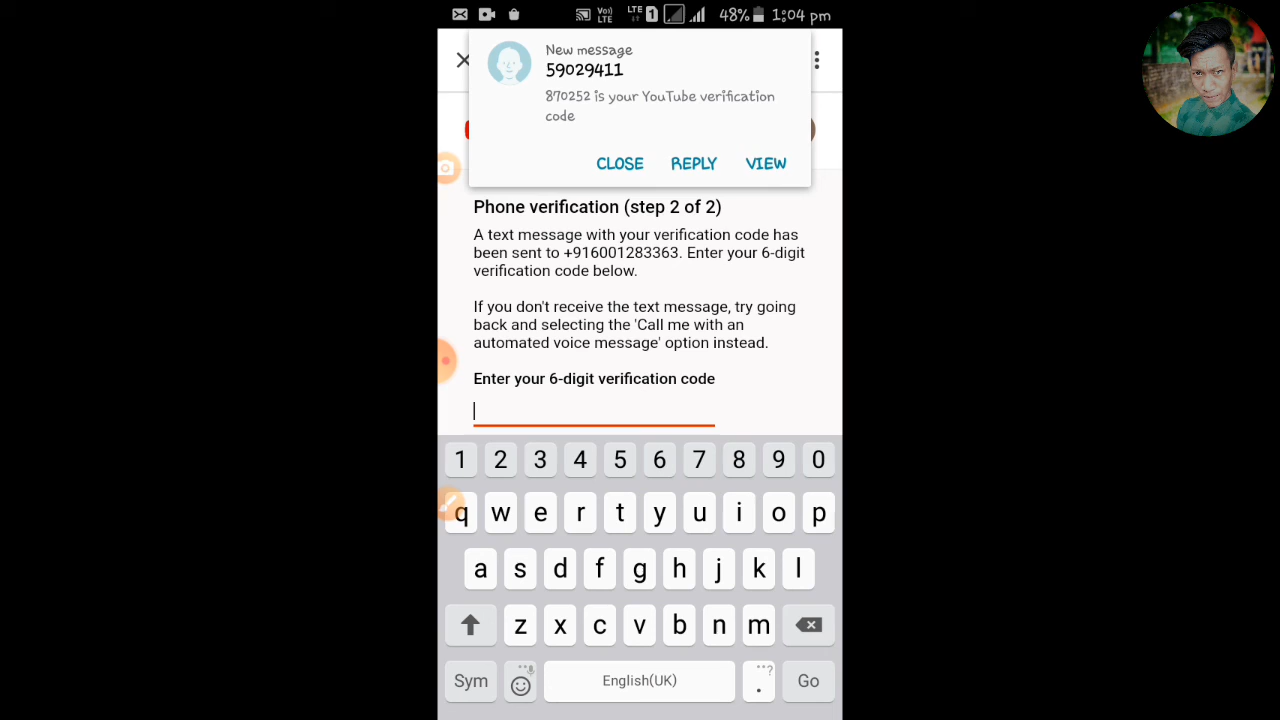 VoD LTE LTE 1 48% 1:04 pm
New message
59029411
870252 is your YouTube verification
code
CLOSE REPLY VIEW
Phone verification (step 2 of 2)
A text message with your verification code has
been sent to +916001283363. Enter your 6-digit
verification code below.
If you don't receive the text message, try going
back and selecting the 'Call me with an
automated voice message' option instead.
Enter your 6-digit verification code
1 2 3 4 5 6 7 8 9 0
q w e r t y u i o p
a s d f g h j k l
z x c v b n m
Sym English(UK) . Go